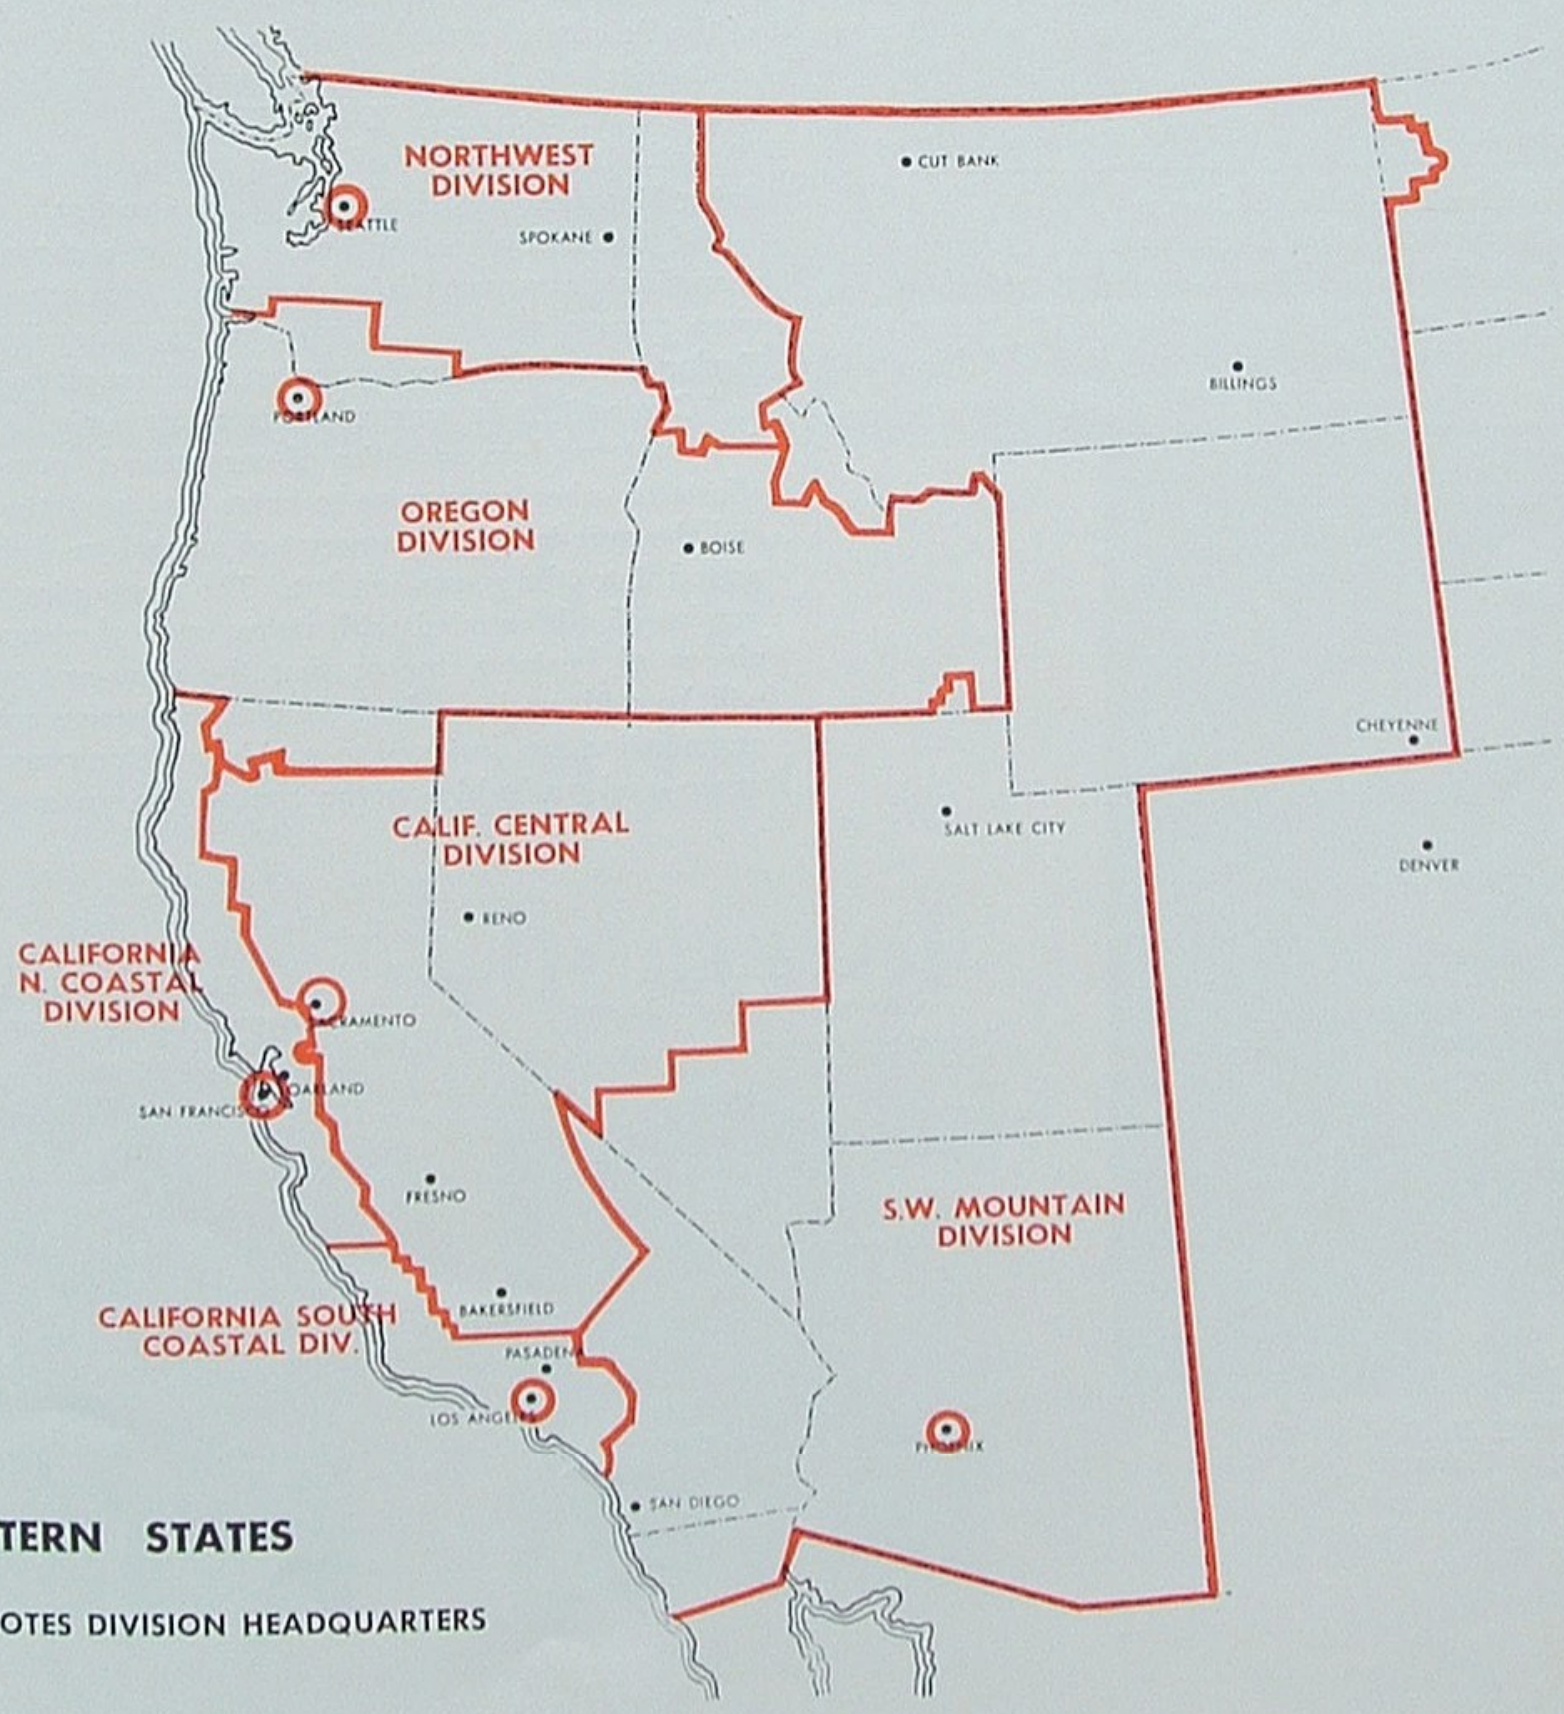 NORTHWEST
DIVISION
CUT BANK
SEATTLE
SPOKANE
BILLINGS
PORTLAND
OREGON
DIVISION
BOISE
CHEYENNE
CALIF. CENTRAL
DIVISION
SALT LAKE CITY
DENVER
RENO
CALIFORNIA
N. COASTAL
DIVISION
SACRAMENTO
OAKLAND
SAN FRANCISCO
FRESNO
S.W. MOUNTAIN
DIVISION
BAKERSFIELD
CALIFORNIA SOUTH
COASTAL DIV.
PASADENA
LOS ANGELES
PHOENIX
SAN DIEGO
TERN STATES
OTES DIVISION HEADQUARTERS